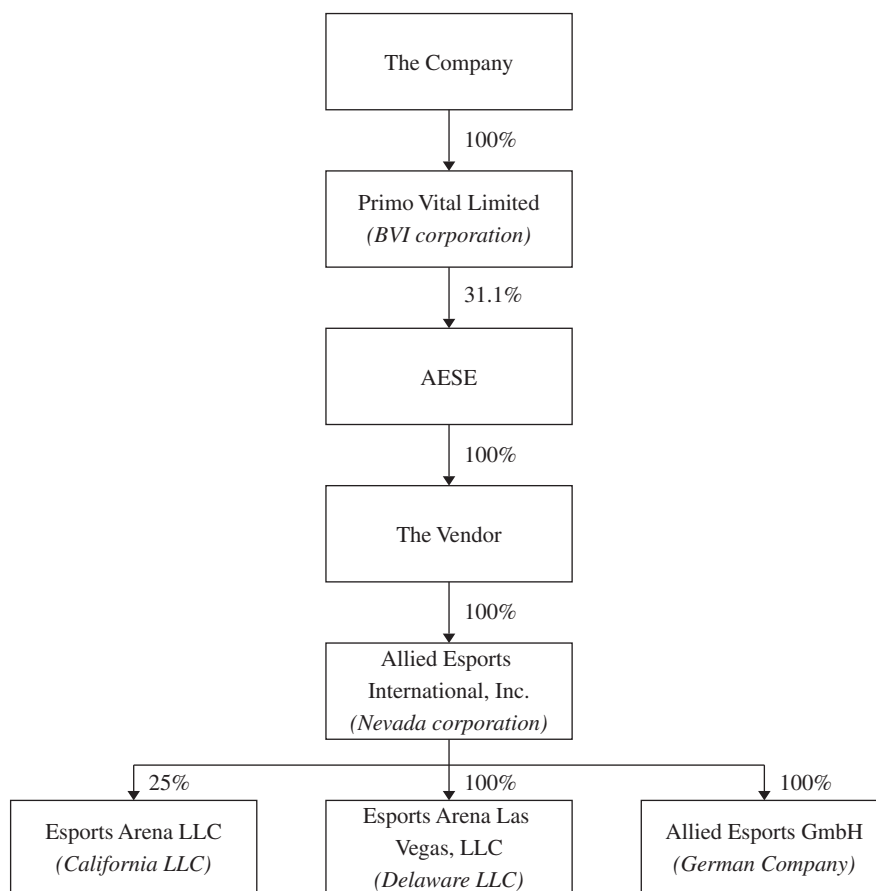 The Company
100%
Primo Vital Limited
(BVI corporation)
31.1%
AESE
100%
The Vendor
100%
Allied Esports
International, Inc.
(Nevada corporation)
25%
100%
100%
Esports Arena LLC
(California LLC)
Esports Arena Las
Vegas, LLC
(Delaware LLC)
Allied Esports GmbH
(German Company)